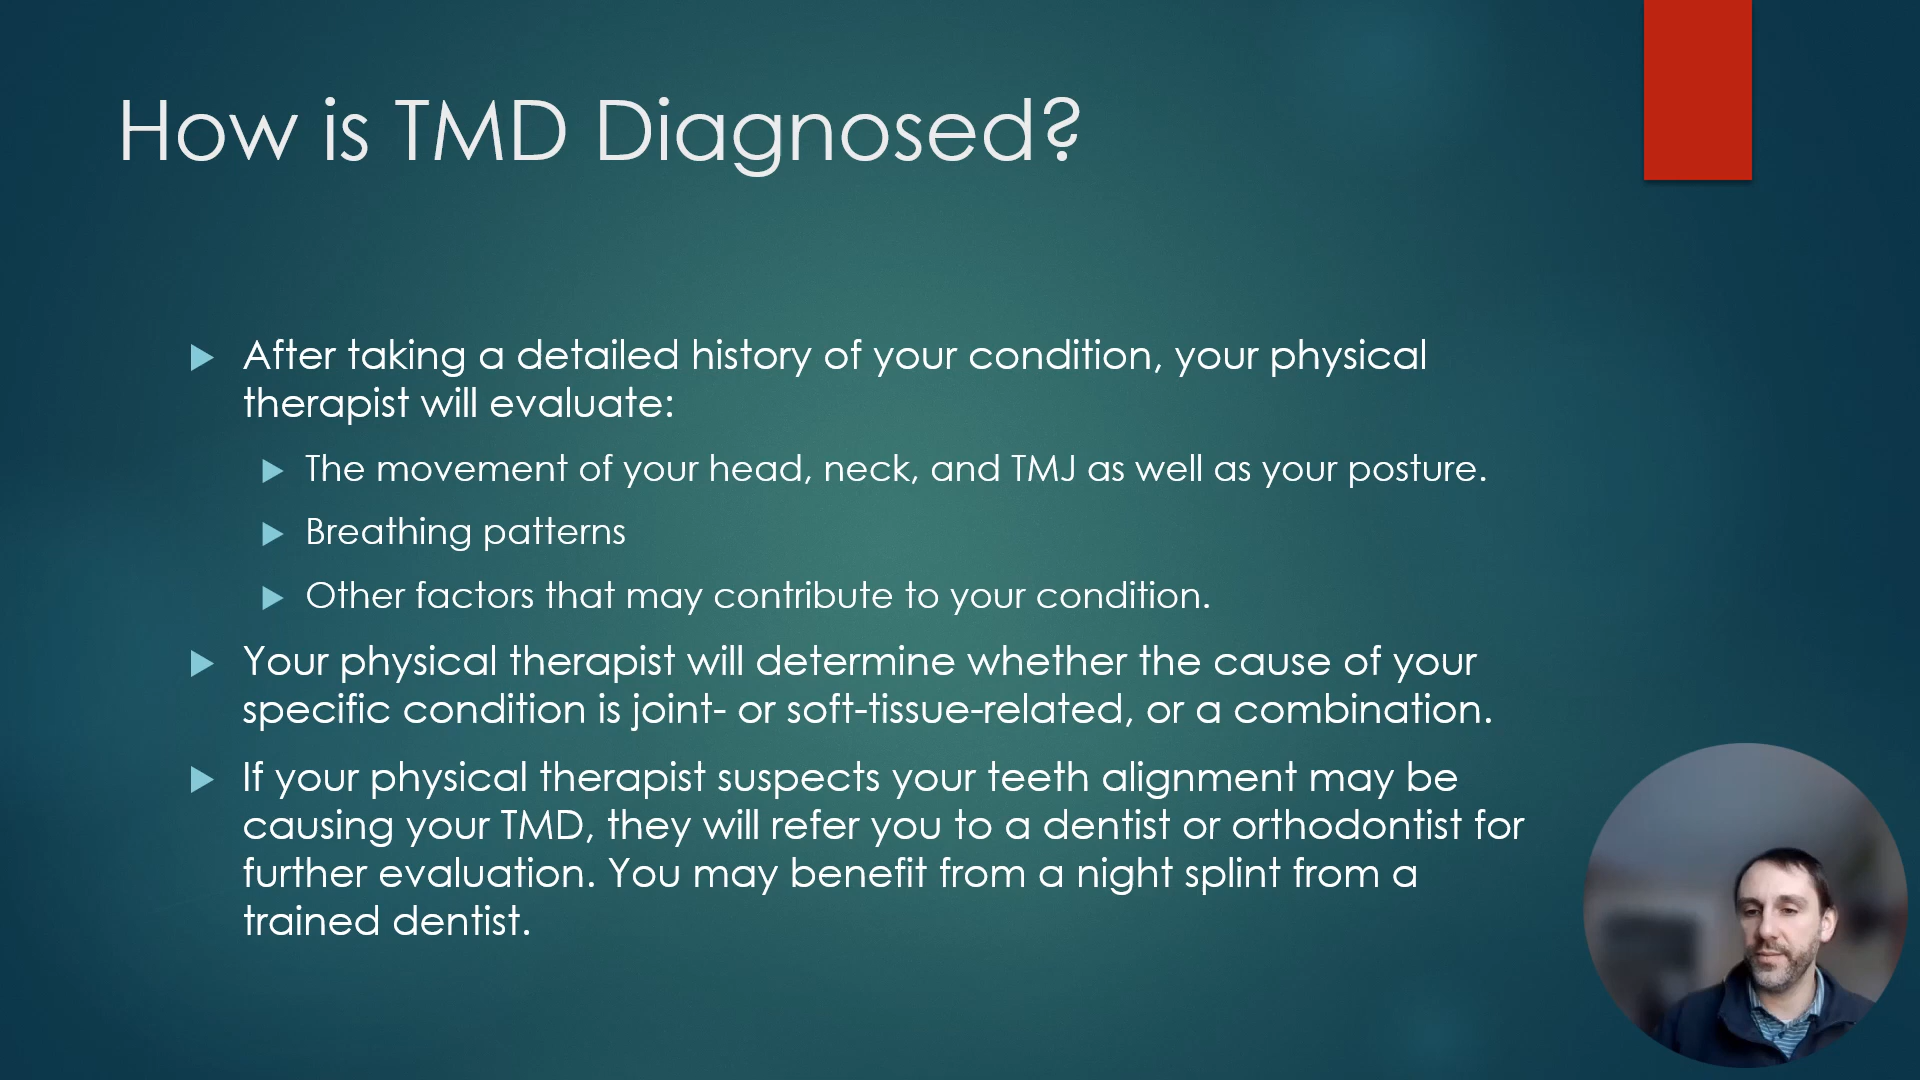 How is TMD Diagnosed?
After taking a detailed history of your condition, your physical
therapist will evaluate:
The movement of your head, neck, and TMJ as well as your posture.
Breathing patterns
Other factors that may contribute to your condition.
Your physical therapist will determine whether the cause of your
specific condition is joint- or soft-tissue-related, or a combination.
If your physical therapist suspects your teeth alignment may be
causing your TMD, they will refer you to a dentist or orthodontist for
further evaluation. You may benefit from a night splint from a
trained dentist.